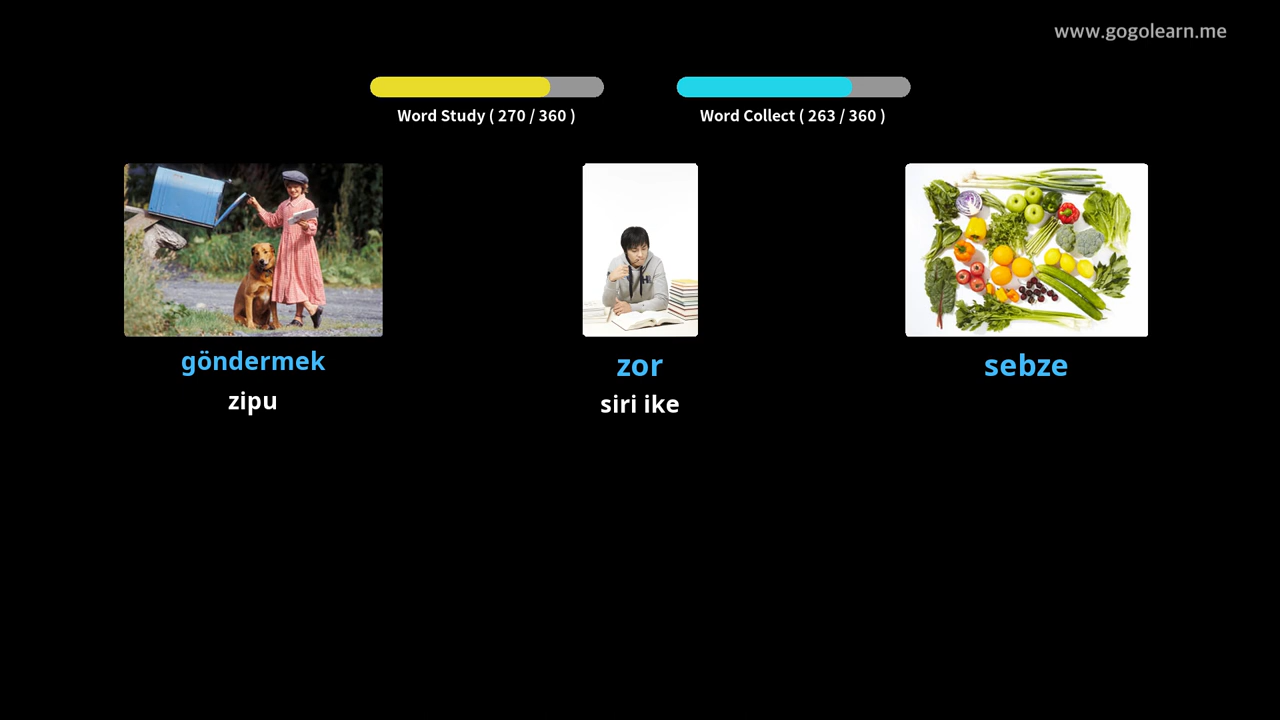 www.gogolearn.me
Word Study ( 270 / 360 )
Word Collect ( 263 / 360 )
göndermek
zipu
zor
siri ike
sebze